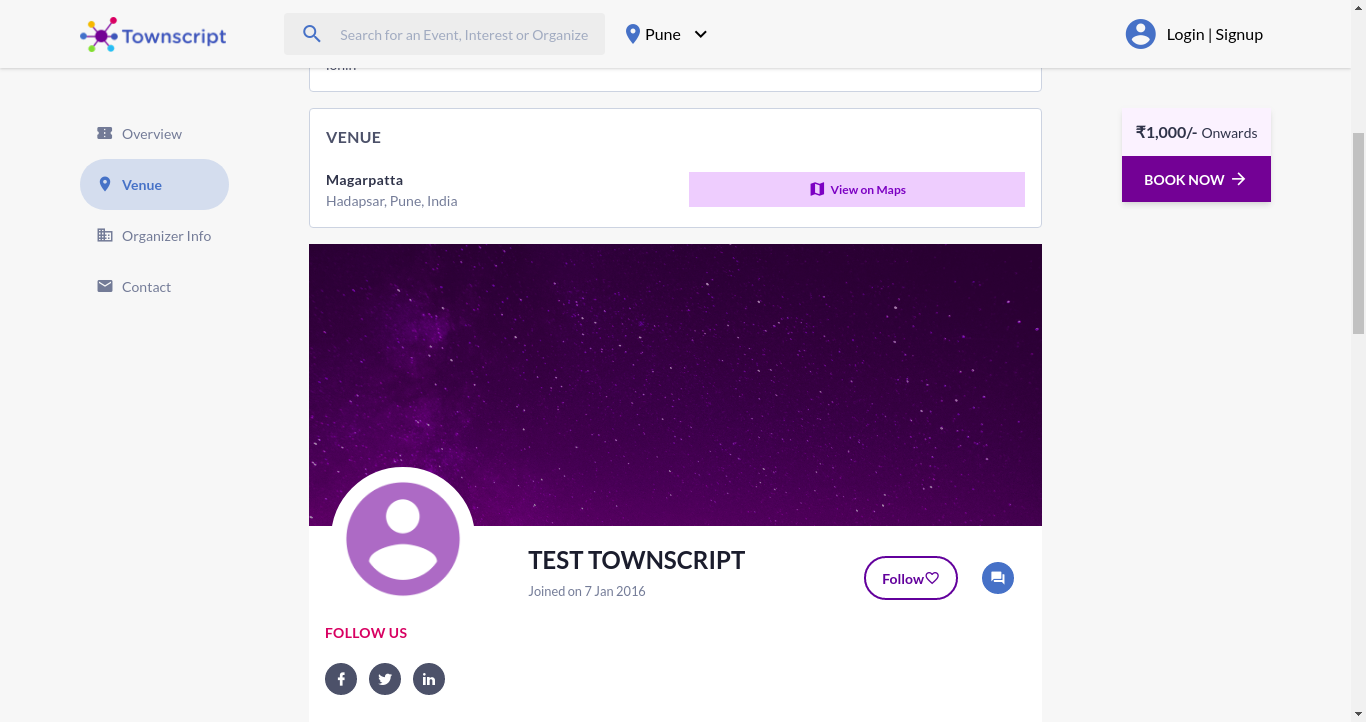 Townscript
Search for an Event, Interest or Organize
Pune
Login | Signup
Overview
Venue
Organizer Info
Contact
VENUE
Magarpatta
Hadapsar, Pune, India
View on Maps
₹1,000/- Onwards
BOOK NOW
TEST TOWNSCRIPT
Joined on 7 Jan 2016
Follow
FOLLOW US